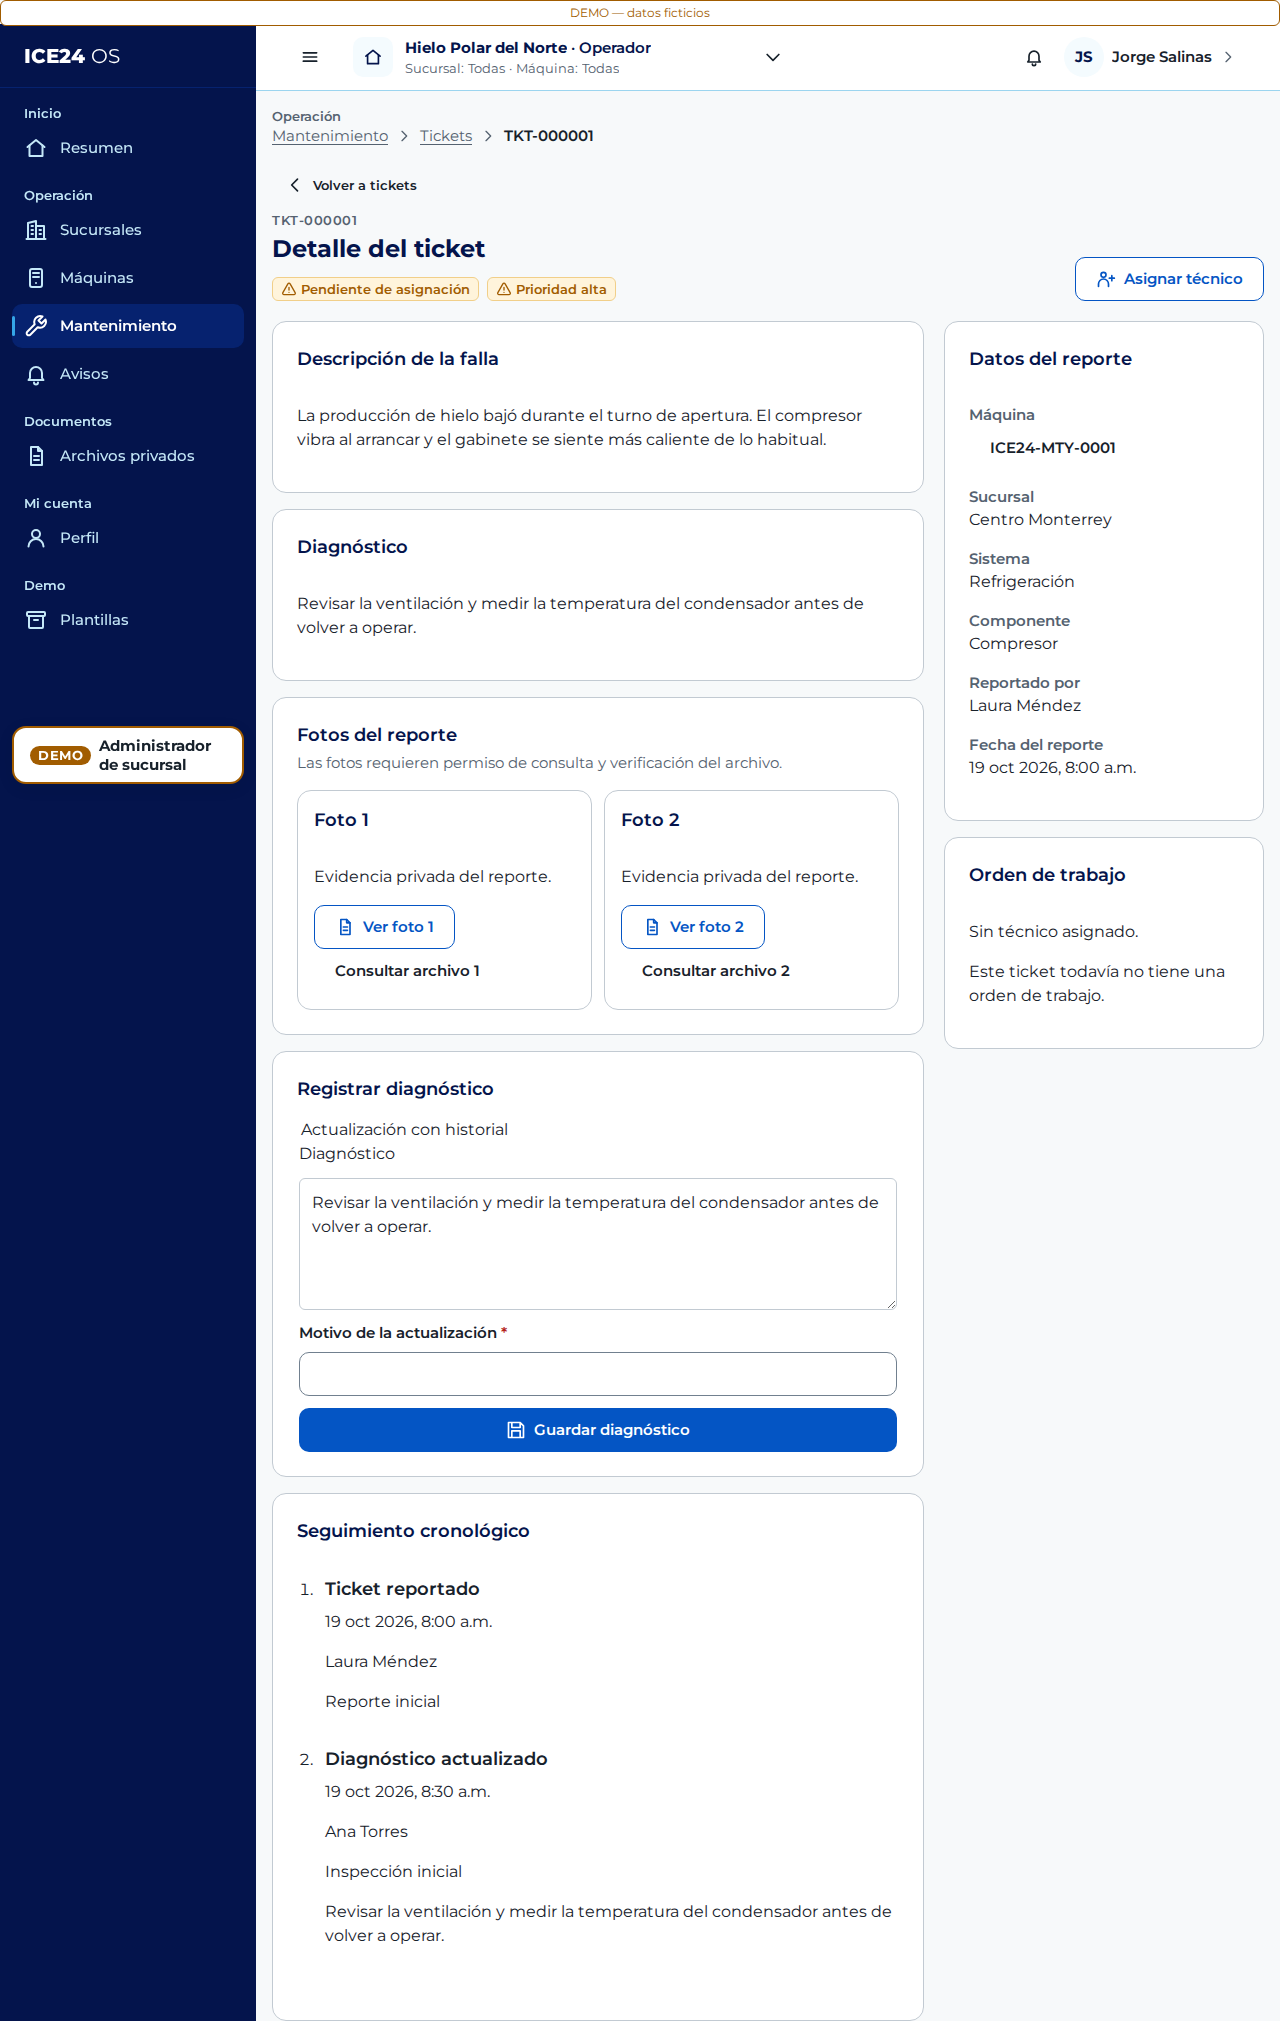 DEMO — datos ficticios
ICE24 OS
Inicio
Resumen
Operación
Sucursales
Máquinas
Mantenimiento
Avisos
Documentos
Archivos privados
Mi cuenta
Perfil
Demo
Plantillas
DEMO
Administrador
de sucursal
Hielo Polar del Norte · Operador
Sucursal: Todas · Máquina: Todas
JS Jorge Salinas
Operación
Mantenimiento > Tickets > TKT-000001
Volver a tickets
TKT-000001
Detalle del ticket
Pendiente de asignación
Prioridad alta
Asignar técnico
Descripción de la falla
La producción de hielo bajó durante el turno de apertura. El compresor
vibra al arrancar y el gabinete se siente más caliente de lo habitual.
Diagnóstico
Revisar la ventilación y medir la temperatura del condensador antes de
volver a operar.
Fotos del reporte
Las fotos requieren permiso de consulta y verificación del archivo.
Foto 1
Evidencia privada del reporte.
Ver foto 1
Consultar archivo 1
Foto 2
Evidencia privada del reporte.
Ver foto 2
Consultar archivo 2
Registrar diagnóstico
Actualización con historial
Diagnóstico
Revisar la ventilación y medir la temperatura del condensador antes de
volver a operar.
Motivo de la actualización *
Guardar diagnóstico
Seguimiento cronológico
1. Ticket reportado
19 oct 2026, 8:00 a.m.
Laura Méndez
Reporte inicial
2. Diagnóstico actualizado
19 oct 2026, 8:30 a.m.
Ana Torres
Inspección inicial
Revisar la ventilación y medir la temperatura del condensador antes de
volver a operar.
Datos del reporte
Máquina
ICE24-MTY-0001
Sucursal
Centro Monterrey
Sistema
Refrigeración
Componente
Compresor
Reportado por
Laura Méndez
Fecha del reporte
19 oct 2026, 8:00 a.m.
Orden de trabajo
Sin técnico asignado.
Este ticket todavía no tiene una
orden de trabajo.